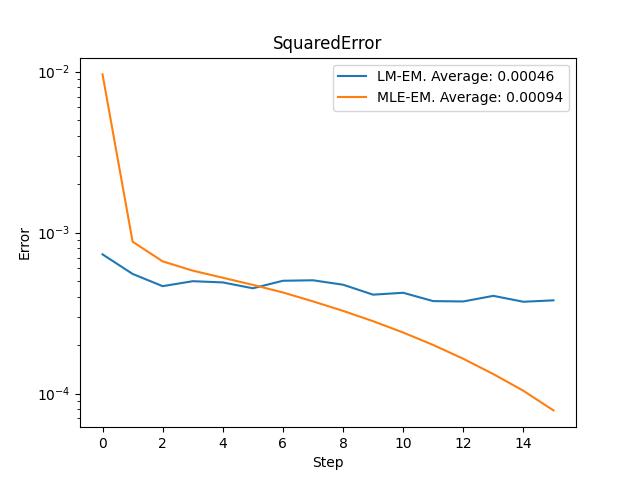 SquaredError
LM-EM. Average: 0.00046
MLE-EM. Average: 0.00094
10⁻²
10⁻³
10⁻⁴
Error
0 2 4 6 8 10 12 14
Step